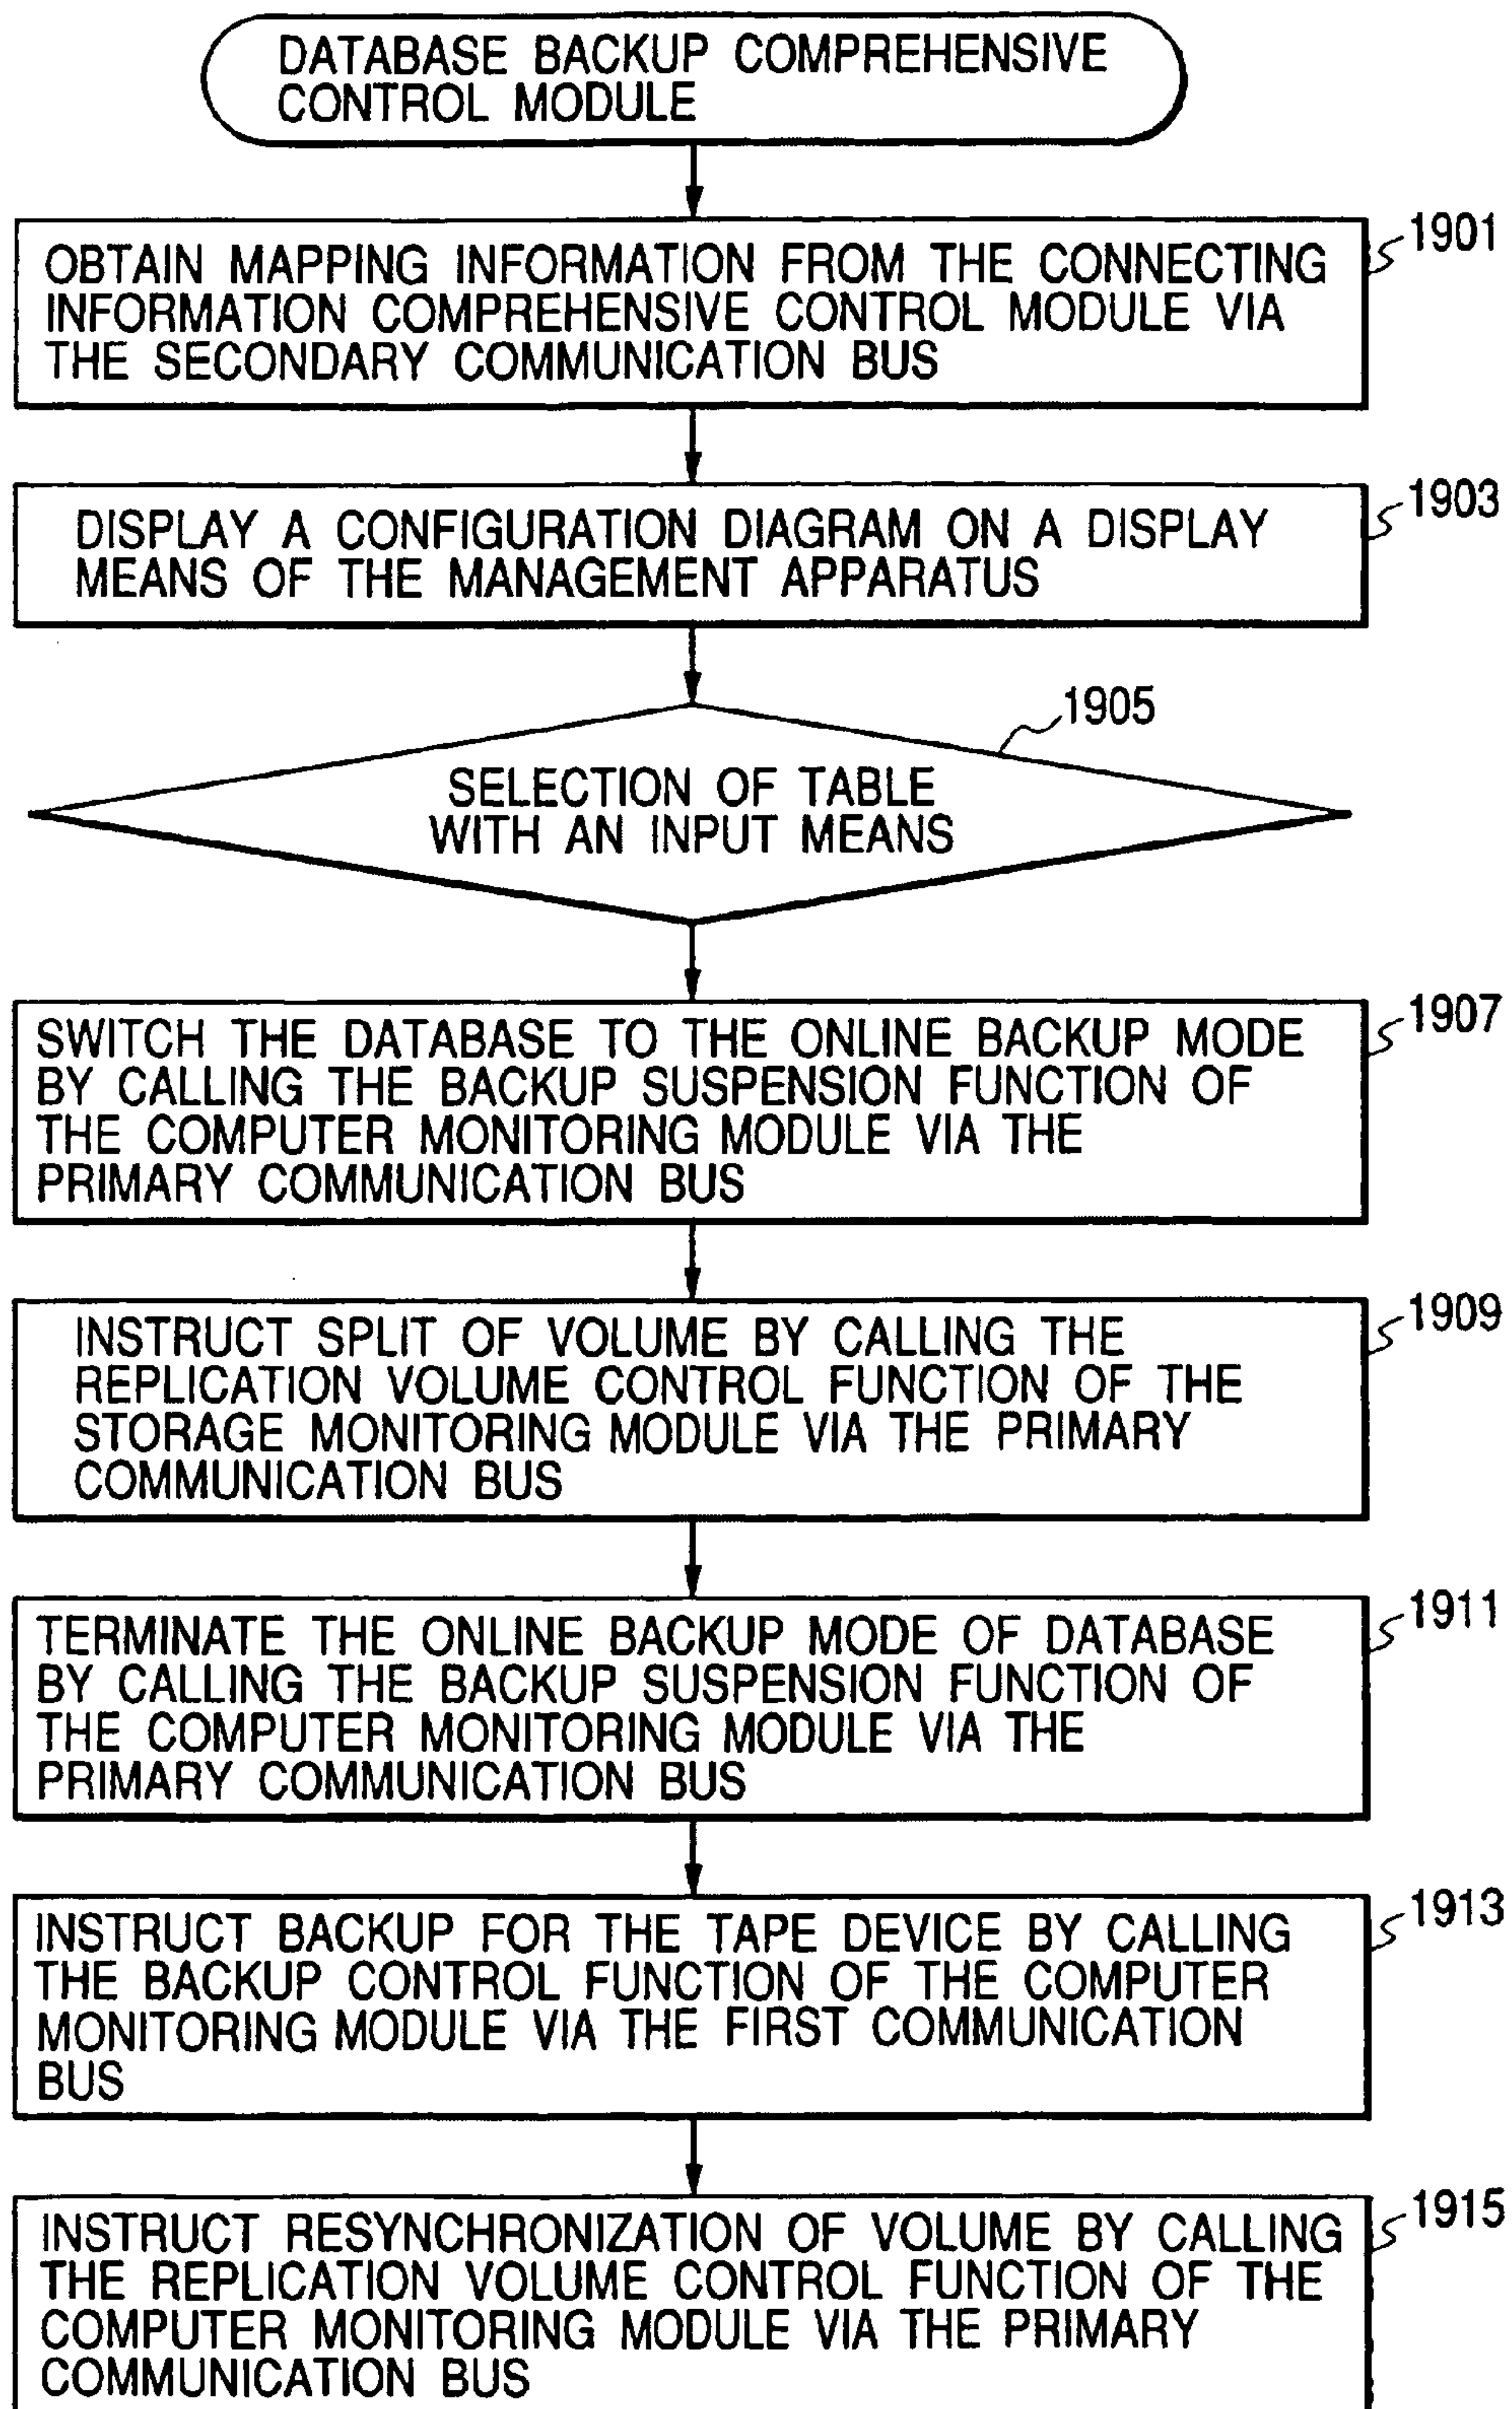 DATABASE BACKUP COMPREHENSIVE
CONTROL MODULE
1901
OBTAIN MAPPING INFORMATION FROM THE CONNECTING
INFORMATION COMPREHENSIVE CONTROL MODULE VIA
THE SECONDARY COMMUNICATION BUS
1903
DISPLAY A CONFIGURATION DIAGRAM ON A DISPLAY
MEANS OF THE MANAGEMENT APPARATUS
1905
SELECTION OF TABLE
WITH AN INPUT MEANS
1907
SWITCH THE DATABASE TO THE ONLINE BACKUP MODE
BY CALLING THE BACKUP SUSPENSION FUNCTION OF
THE COMPUTER MONITORING MODULE VIA THE
PRIMARY COMMUNICATION BUS
1909
INSTRUCT SPLIT OF VOLUME BY CALLING THE
REPLICATION VOLUME CONTROL FUNCTION OF THE
STORAGE MONITORING MODULE VIA THE PRIMARY
COMMUNICATION BUS
1911
TERMINATE THE ONLINE BACKUP MODE OF DATABASE
BY CALLING THE BACKUP SUSPENSION FUNCTION OF
THE COMPUTER MONITORING MODULE VIA THE
PRIMARY COMMUNICATION BUS
1913
INSTRUCT BACKUP FOR THE TAPE DEVICE BY CALLING
THE BACKUP CONTROL FUNCTION OF THE COMPUTER
MONITORING MODULE VIA THE FIRST COMMUNICATION
BUS
1915
INSTRUCT RESYNCHRONIZATION OF VOLUME BY CALLING
THE REPLICATION VOLUME CONTROL FUNCTION OF THE
COMPUTER MONITORING MODULE VIA THE PRIMARY
COMMUNICATION BUS